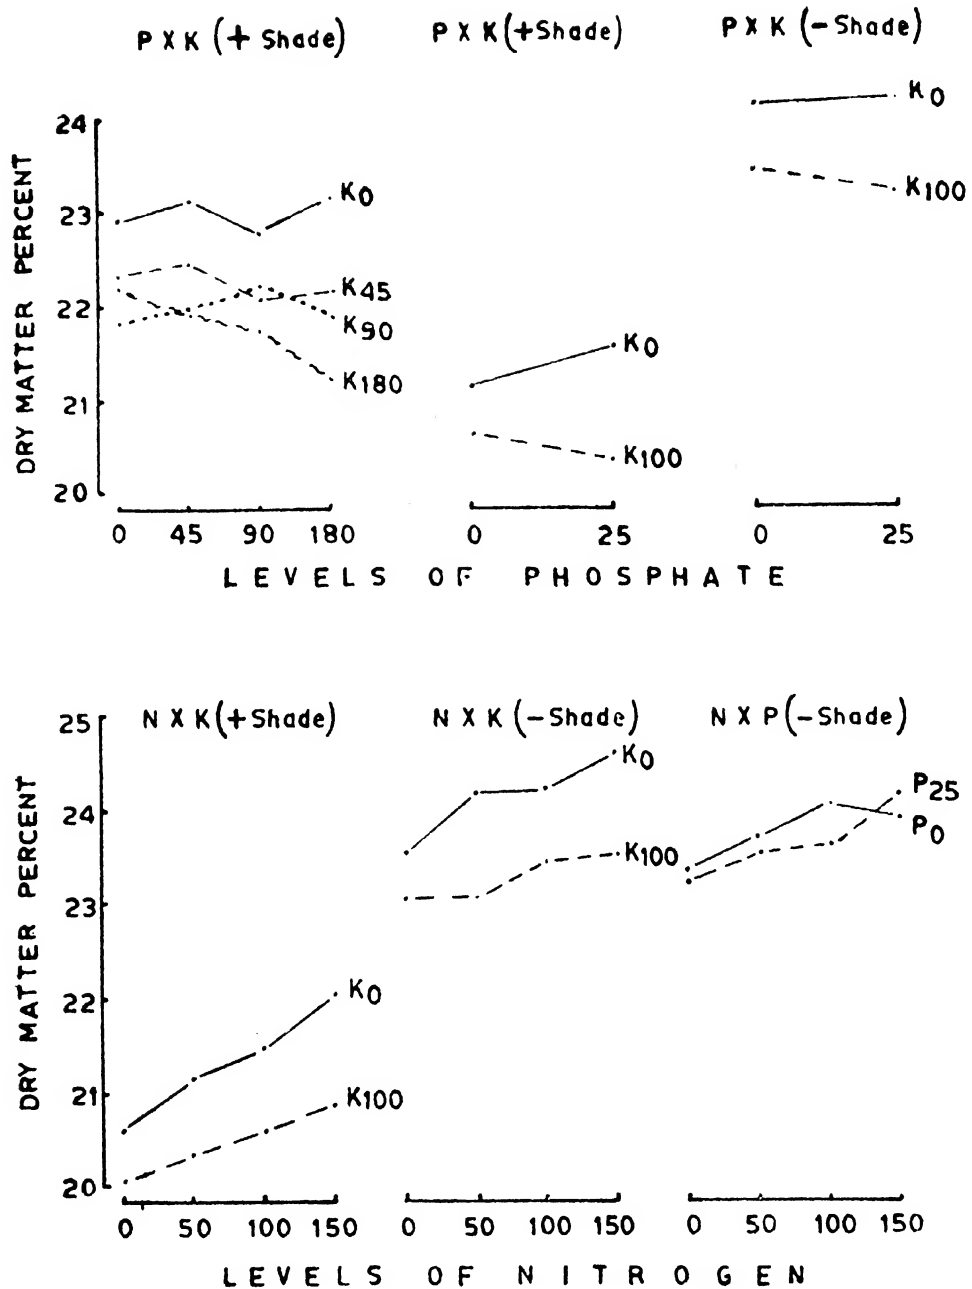 P X K (+ Shade) P X K (+Shade) P X K (- Shade)
24
23
22
21
20
DRY MATTER PERCENT
K0
K45
K90
K180
K0
K100
K0
K100
0 45 90 180 0 25 0 25
LEVELS OF PHOSPHATE
N X K (+Shade) N X K (-Shade) N X P (-Shade)
25
24
23
22
21
20
DRY MATTER PERCENT
K0
K100
K0
K100
P25
P0
0 50 100 150 0 50 100 150 0 50 100 150
LEVELS OF NITROGEN